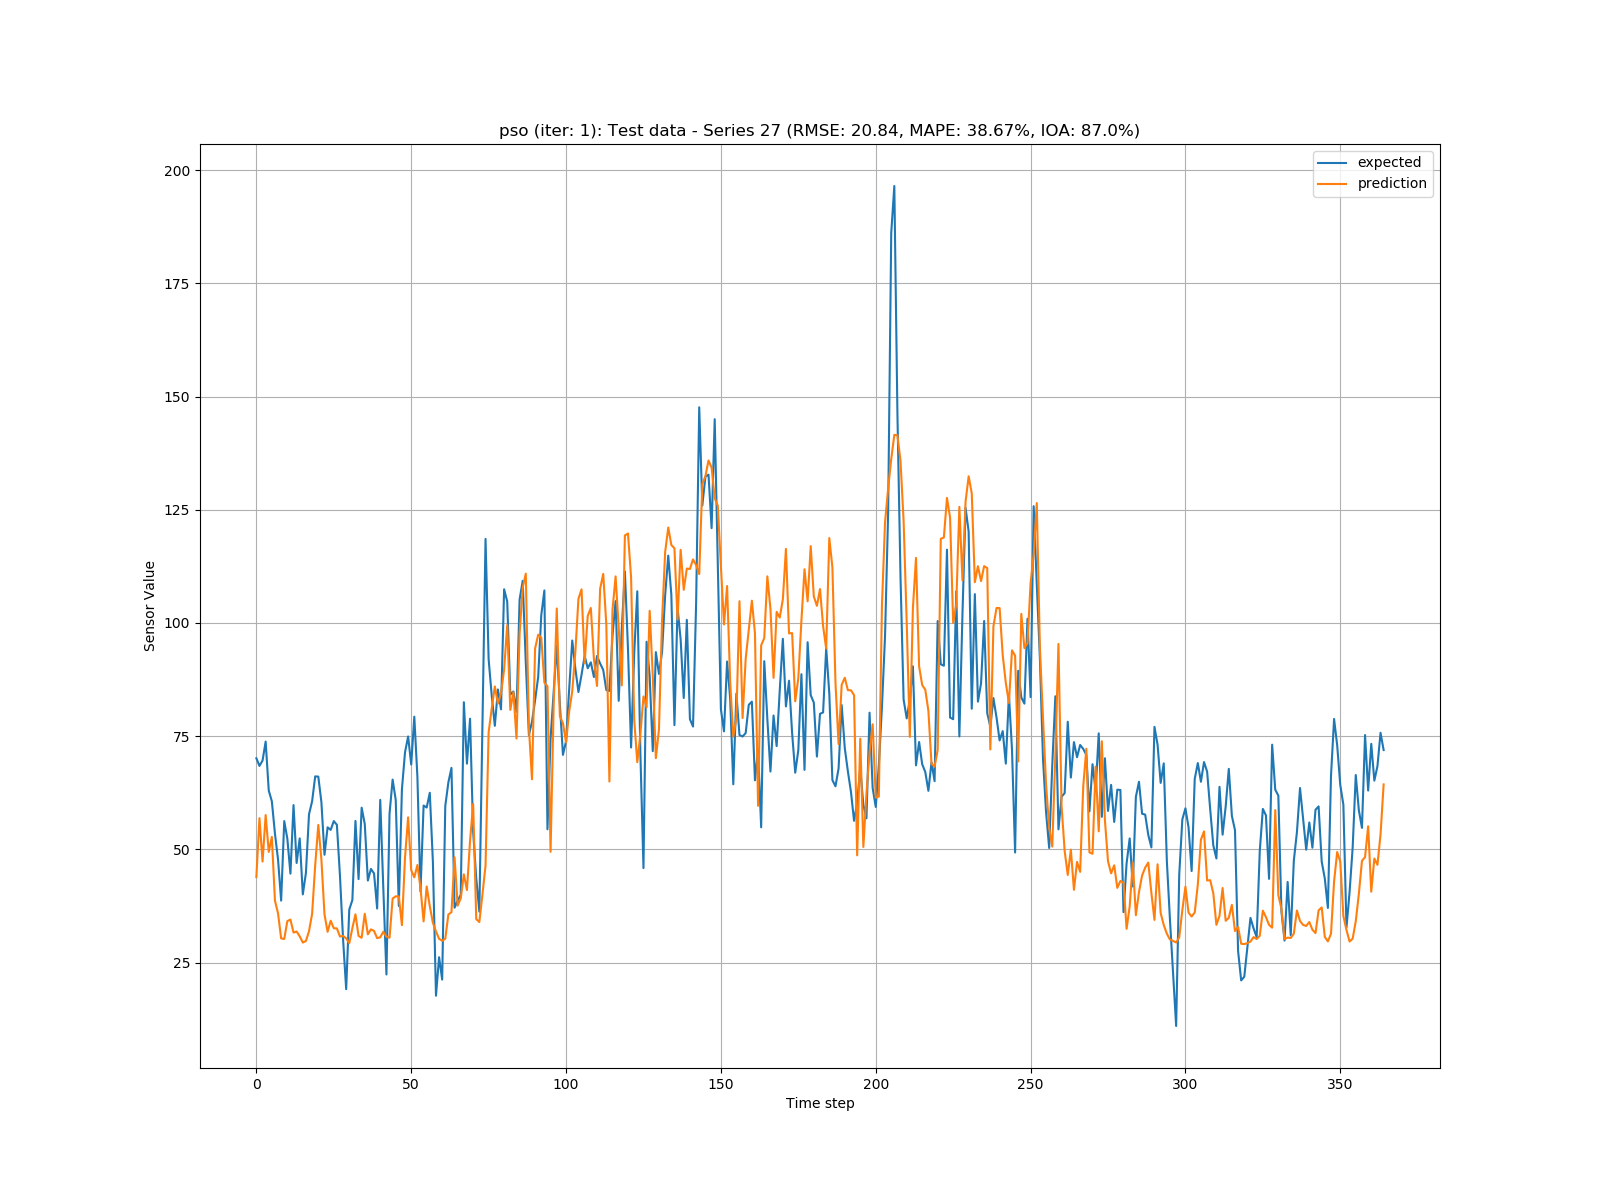 pso (iter: 1): Test data - Series 27 (RMSE: 20.84, MAPE: 38.67%, IOA: 87.0%)
expected
prediction
200
175
150
125
100
75
50
25
Sensor Value
0 50 100 150 200 250 300 350
Time step